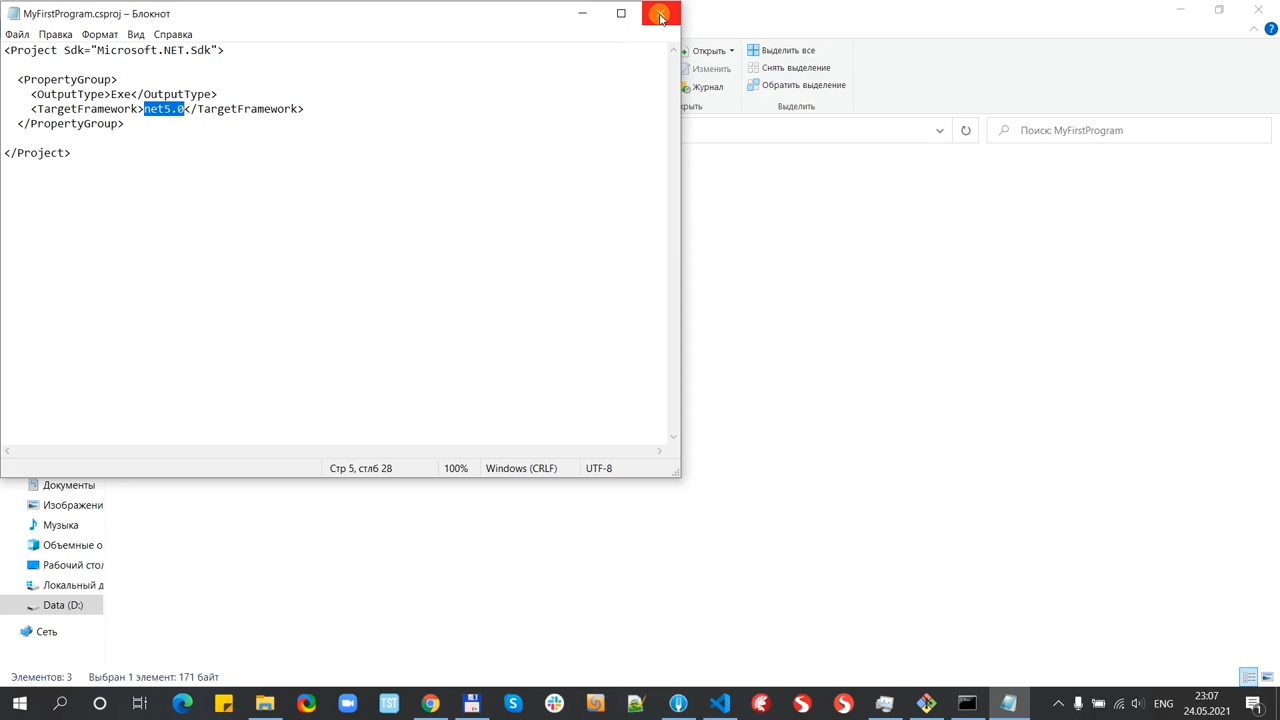 MyFirstProgram.csproj – Блокнот
Файл Правка Формат Вид Справка
<Project Sdk="Microsoft.NET.Sdk">
<PropertyGroup>
<OutputType>Exe</OutputType>
<TargetFramework>net5.0</TargetFramework>
</PropertyGroup>
</Project>
Стр 5, стлб 28
100%
Windows (CRLF)
UTF-8
Открыть
Изменить
Журнал
крыть
Выделить все
Снять выделение
Обратить выделение
Выделить
Поиск: MyFirstProgram
Документы
Изображени
Музыка
Объемные о
Рабочий стол
Локальный д
Data (D:)
Сеть
Элементов: 3 Выбран 1 элемент: 171 байт
TST
ENG
23:07
24.05.2021
1